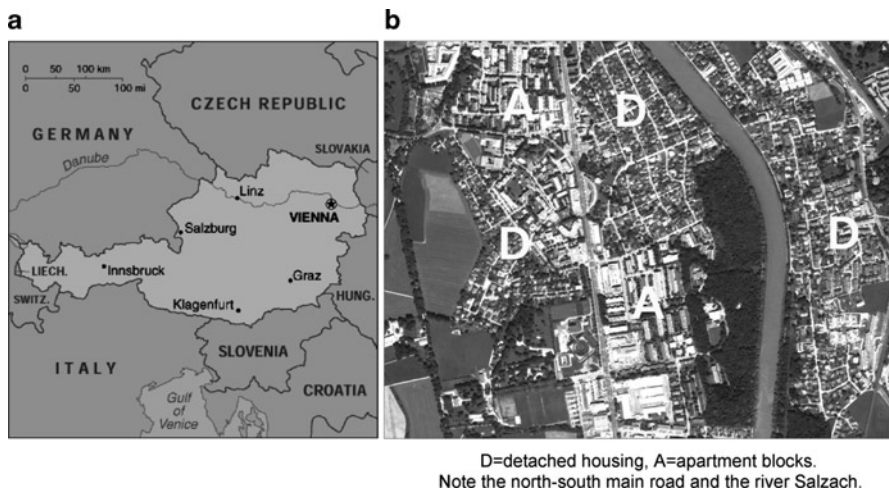 a
0 50 100 km
0 50 100 mi
CZECH REPUBLIC
GERMANY
SLOVAKIA
Danube
Linz
VIENNA
Salzburg
LIECH.
Innsbruck
Graz
SWITZ.
HUNG.
Klagenfurt
SLOVENIA
ITALY
CROATIA
Gulf
of
Venice
b
A
D
D
D
A
D=detached housing, A=apartment blocks.
Note the north-south main road and the river Salzach.